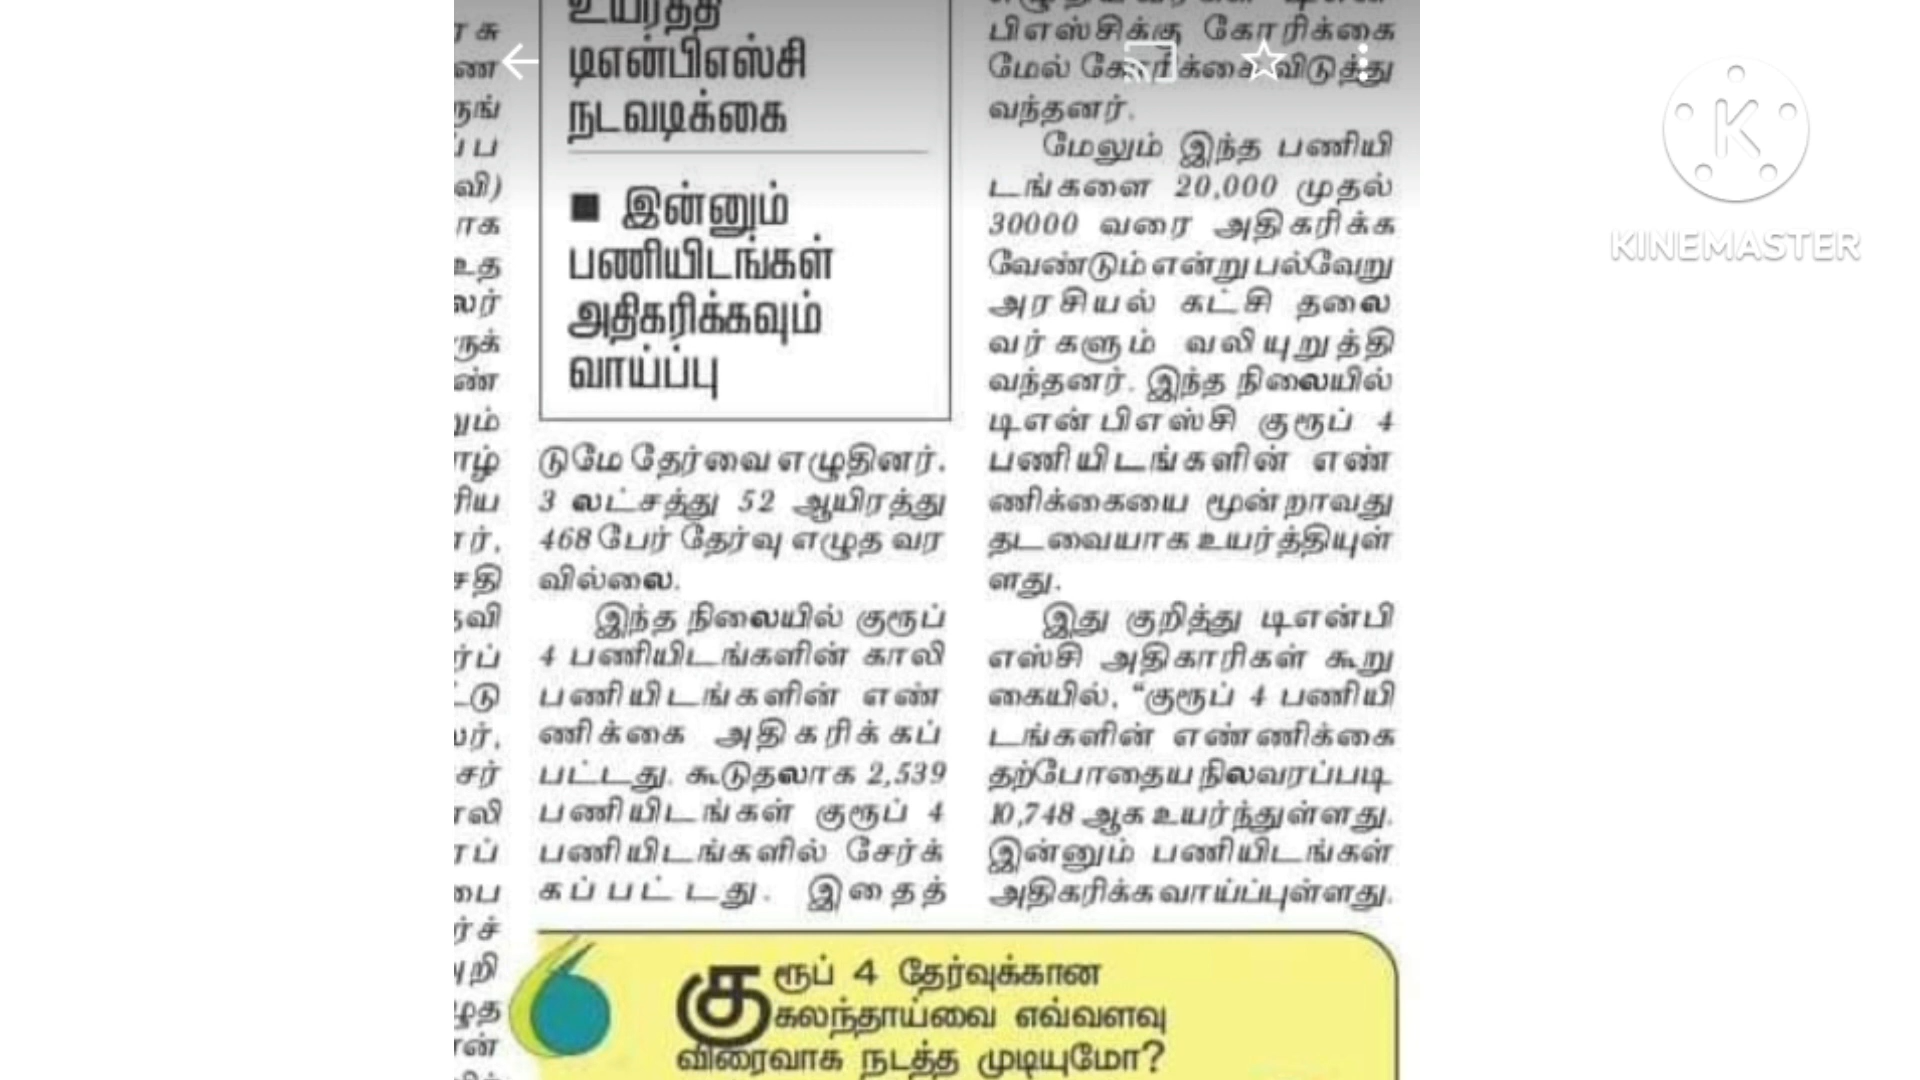 உயர்த்தி
டிஎன்பிஎஸ்சி
நடவடிக்கை
■ இன்னும்
பணியிடங்கள்
அதிகரிக்கவும்
வாய்ப்பு
டுமே தேர்வை எழுதினர்.
3 லட்சத்து 52 ஆயிரத்து
468 பேர் தேர்வு எழுத வர
வில்லை.
இந்த நிலையில் குரூப்
4 பணியிடங்களின் காலி
பணியிடங்களின் எண்
ணிக்கை அதிகரிக்கப்
பட்டது. கூடுதலாக 2,539
பணியிடங்கள் குரூப் 4
பணியிடங்களில் சேர்க்
கப்பட்டது. இதைத்
பிஎஸ்சிக்கு கோரிக்கை
மேல் கோரிக்கை விடுத்து
வந்தனர்.
மேலும் இந்த பணியி
டங்களை 20,000 முதல்
30000 வரை அதிகரிக்க
வேண்டும் என்று பல்வேறு
அரசியல் கட்சி தலை
வர்களும் வலியுறுத்தி
வந்தனர். இந்த நிலையில்
டிஎன்பிஎஸ்சி குரூப் 4
பணியிடங்களின் எண்
ணிக்கையை மூன்றாவது
தடவையாக உயர்த்தியுள்
ளது.
இது குறித்து டிஎன்பி
எஸ்சி அதிகாரிகள் கூறு
கையில், “குரூப் 4 பணியி
டங்களின் எண்ணிக்கை
தற்போதைய நிலவரப்படி
10,748 ஆக உயர்ந்துள்ளது.
இன்னும் பணியிடங்கள்
அதிகரிக்க வாய்ப்புள்ளது.
குரூப் 4 தேர்வுக்கான
கலந்தாய்வை எவ்வளவு
விரைவாக நடத்த முடியுமோ?
K
KINEMASTER